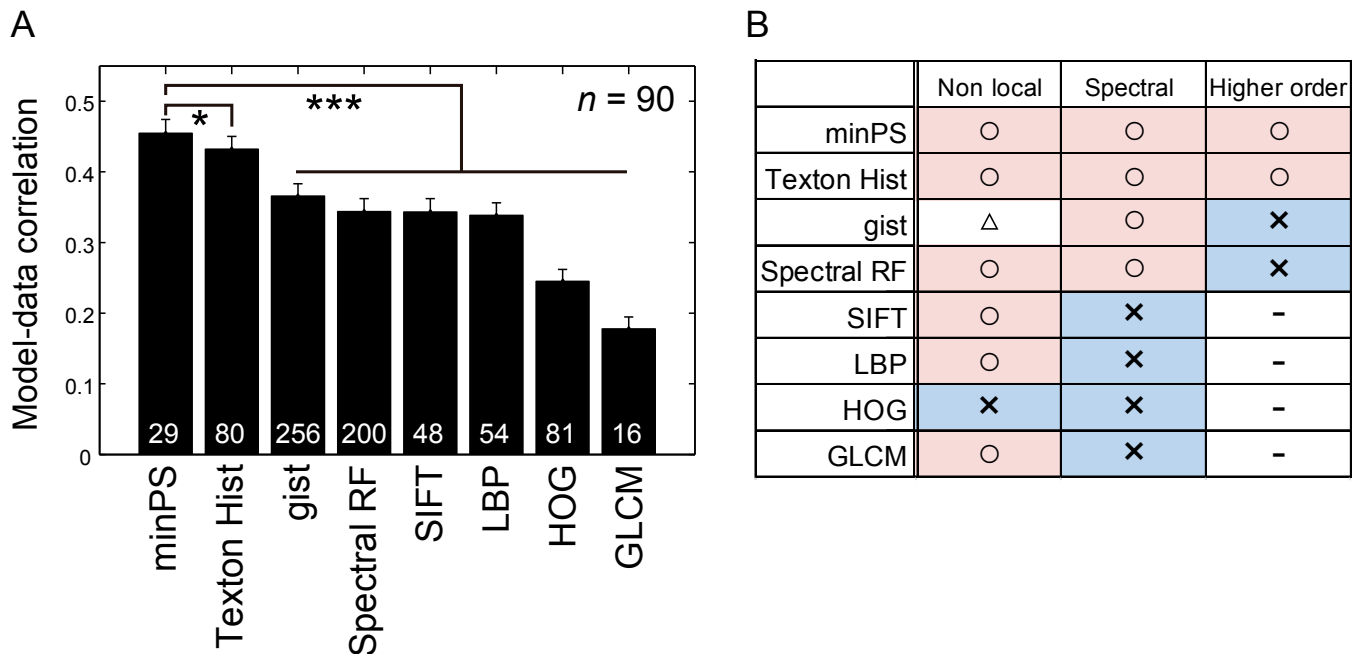 A
n = 90
***
*
0.5
0.4
0.3
0.2
0.1
0
Model-data correlation
29 80 256 200 48 54 81 16
minPS
Texton Hist
gist
Spectral RF
SIFT
LBP
HOG
GLCM
B
Non local Spectral Higher order
minPS ○ ○ ○
Texton Hist ○ ○ ○
gist △ ○ ×
Spectral RF ○ ○ ×
SIFT ○ × -
LBP ○ × -
HOG × × -
GLCM ○ × -